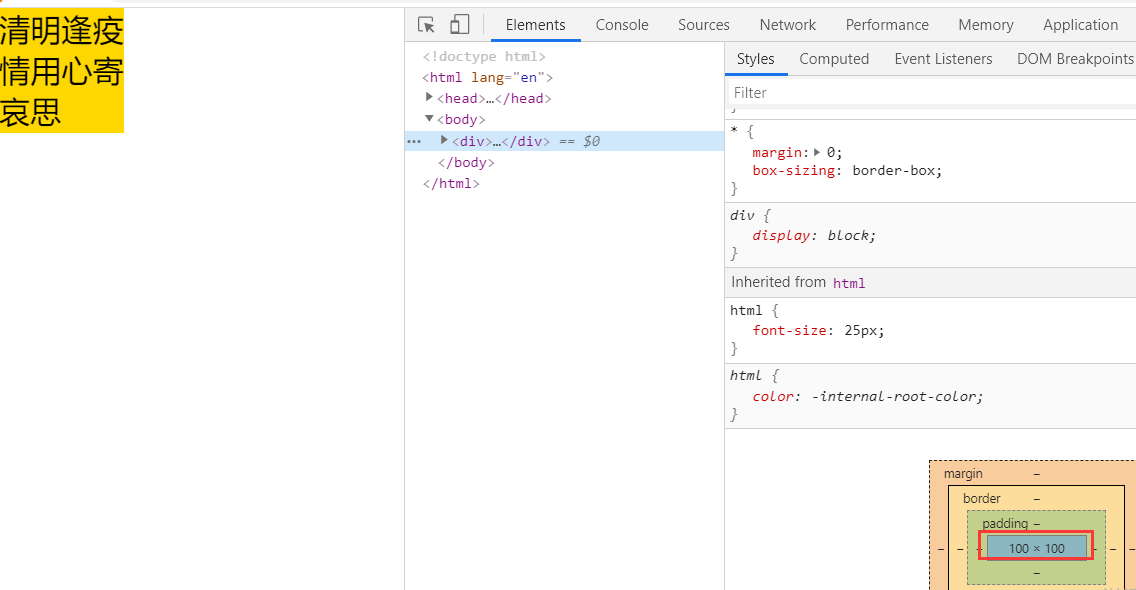 清明逢疫
情用心寄
哀思
Elements Console Sources Network Performance Memory Application
<!doctype html>
<html lang="en">
<head>…</head>
<body>
<div>…</div> == $0
</body>
</html>
Styles Computed Event Listeners DOM Breakpoints
Filter
}
* {
margin: 0;
box-sizing: border-box;
}
div {
display: block;
}
Inherited from html
html {
font-size: 25px;
}
html {
color: -internal-root-color;
}
margin –
border –
padding –
– – – 100 × 100 – – –
–